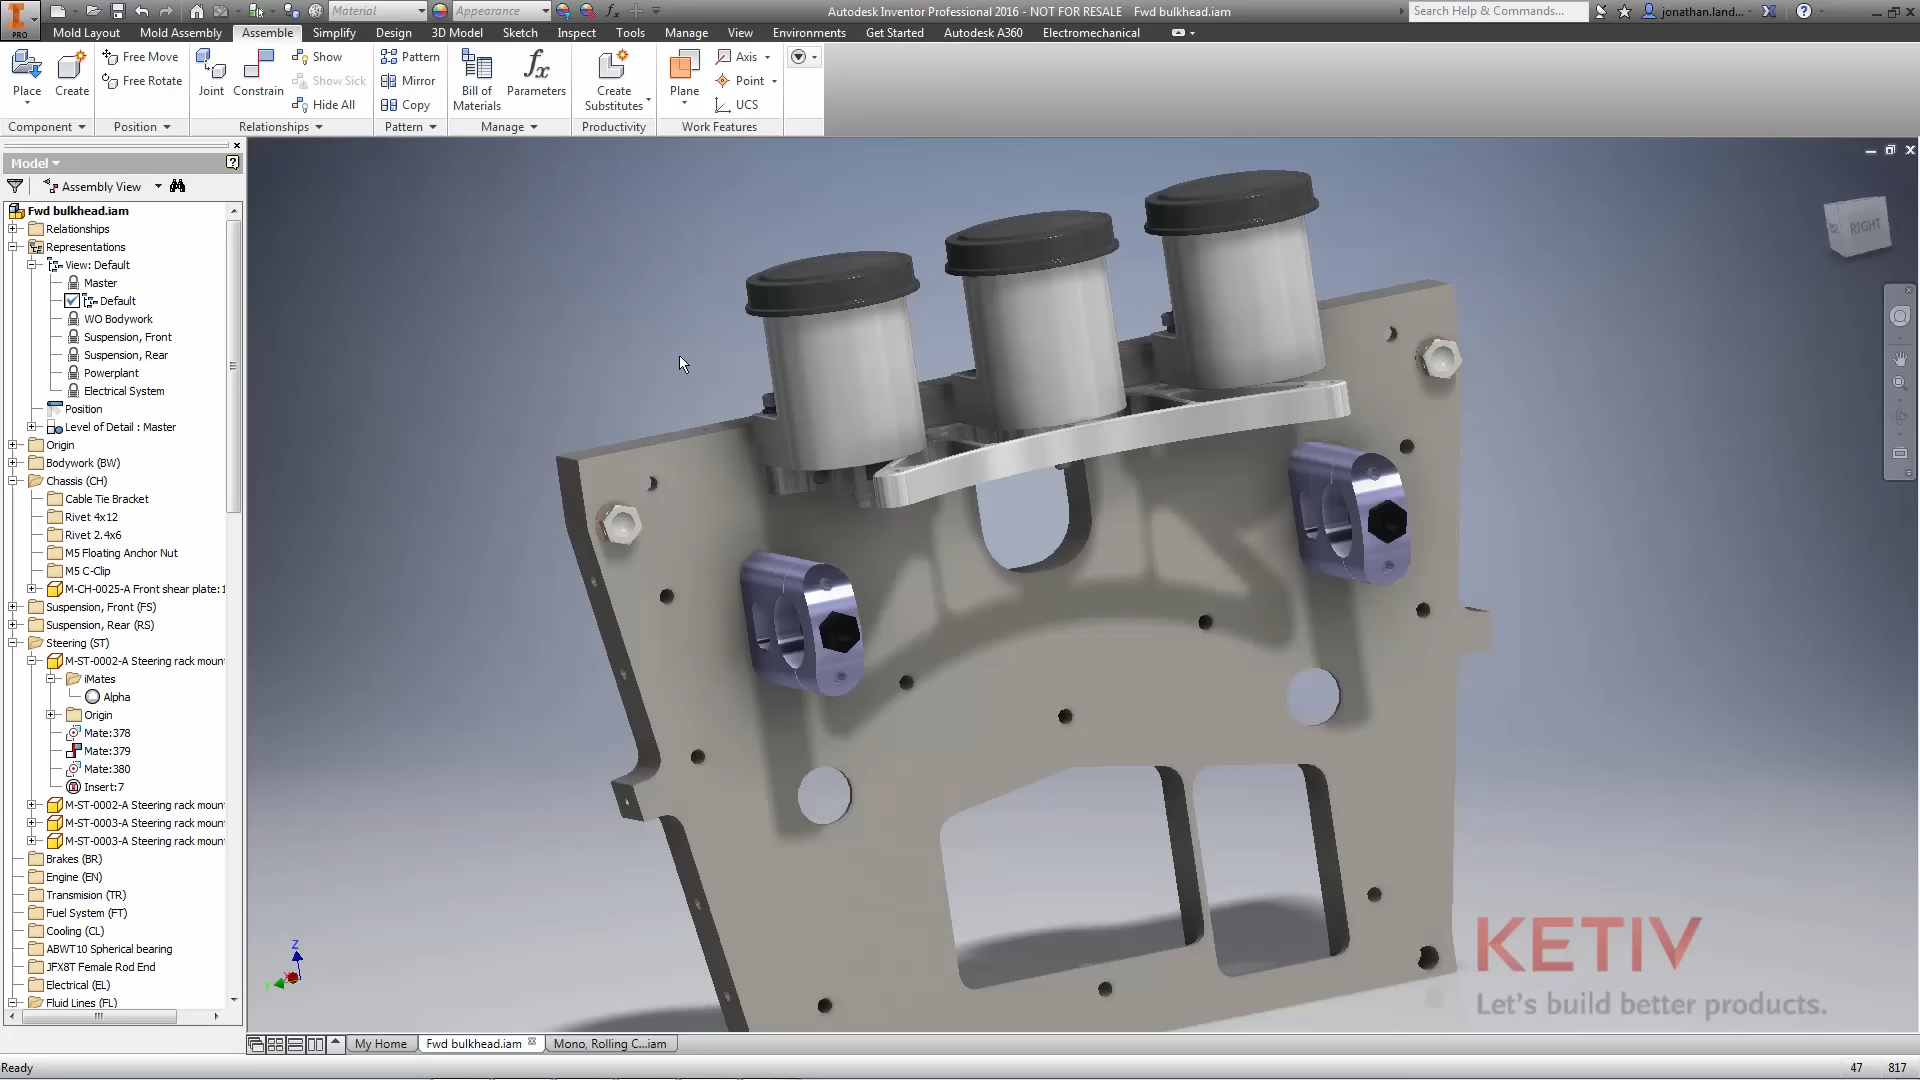 Material
Appearance
Autodesk Inventor Professional 2016 - NOT FOR RESALE Fwd bulkhead.iam
Search Help & Commands...
jonathan.land...
PRO
Mold Layout
Mold Assembly
Assemble
Simplify
Design
3D Model
Sketch
Inspect
Tools
Manage
View
Environments
Get Started
Autodesk A360
Electromechanical
Place
Create
Free Move
Free Rotate
Joint
Constrain
Show
Show Sick
Hide All
Pattern
Mirror
Copy
Bill of
Materials
fx
Parameters
Create
Substitutes
Plane
Axis
Point
UCS
Component
Position
Relationships
Pattern
Manage
Productivity
Work Features
Model
Assembly View
Fwd bulkhead.iam
Relationships
Representations
View: Default
Master
Default
WO Bodywork
Suspension, Front
Suspension, Rear
Powerplant
Electrical System
Position
Level of Detail : Master
Origin
Bodywork (BW)
Chassis (CH)
Cable Tie Bracket
Rivet 4x12
Rivet 2.4x6
M5 Floating Anchor Nut
M5 C-Clip
M-CH-0025-A Front shear plate:1
Suspension, Front (FS)
Suspension, Rear (RS)
Steering (ST)
M-ST-0002-A Steering rack mount
iMates
Alpha
Origin
Mate:378
Mate:379
Mate:380
Insert:7
M-ST-0002-A Steering rack mount
M-ST-0003-A Steering rack mount
M-ST-0003-A Steering rack mount
Brakes (BR)
Engine (EN)
Transmision (TR)
Fuel System (FT)
Cooling (CL)
ABWT10 Spherical bearing
JFX8T Female Rod End
Electrical (EL)
Fluid Lines (FL)
RIGHT
Z
Y
KETIV
Let's build better products.
My Home
Fwd bulkhead.iam
Mono, Rolling C...iam
Ready
47
817